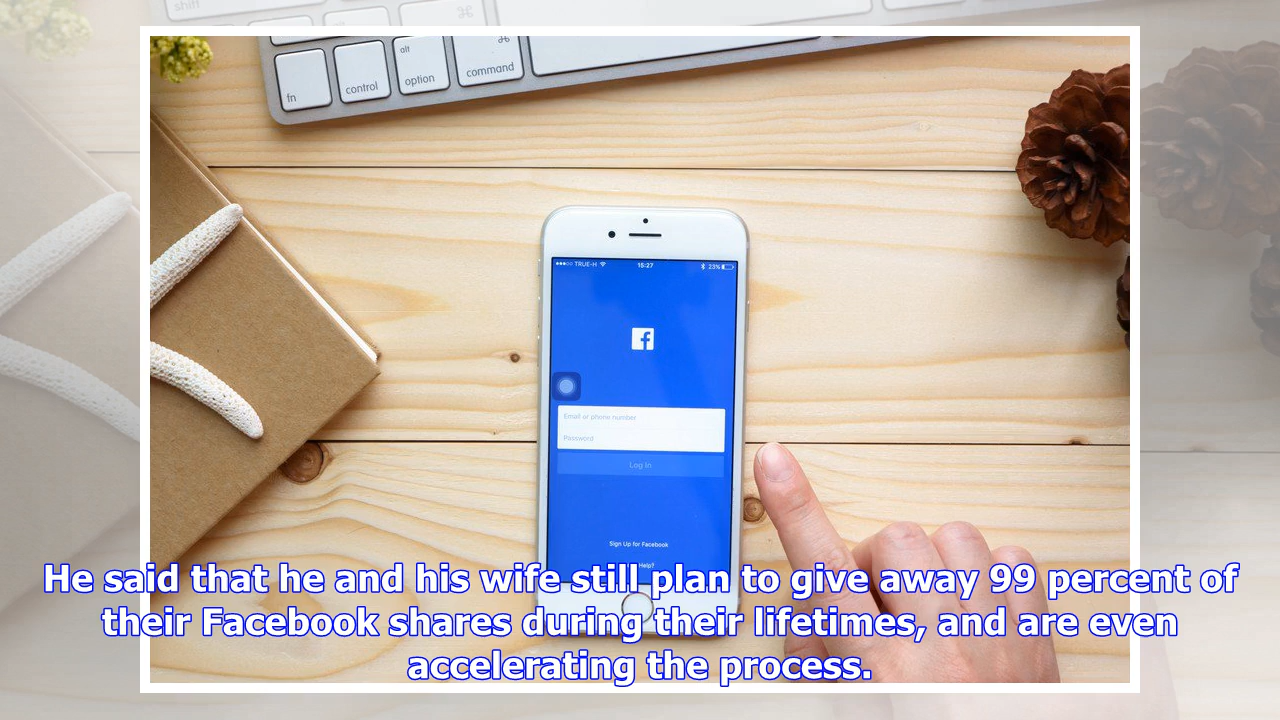 shift
⌘
alt
⌘
fn
control
option
command
TRUE-H
15:27
23%
f
Email or phone number
Password
Log In
Sign Up for Facebook
Help?
He said that he and his wife still plan to give away 99 percent of
their Facebook shares during their lifetimes, and are even
accelerating the process.